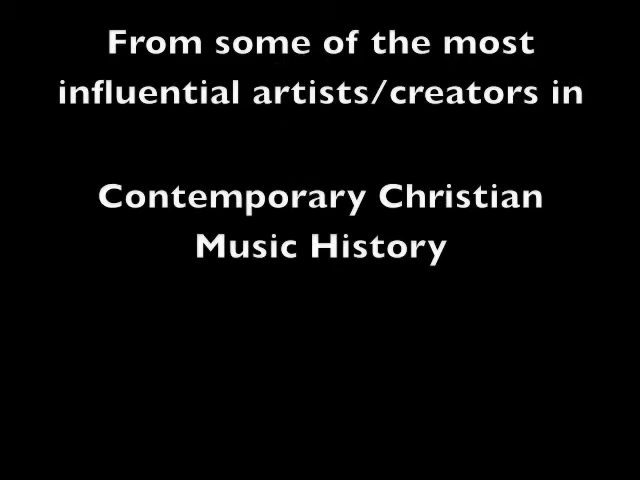 From some of the most
influential artists/creators in
Contemporary Christian
Music History